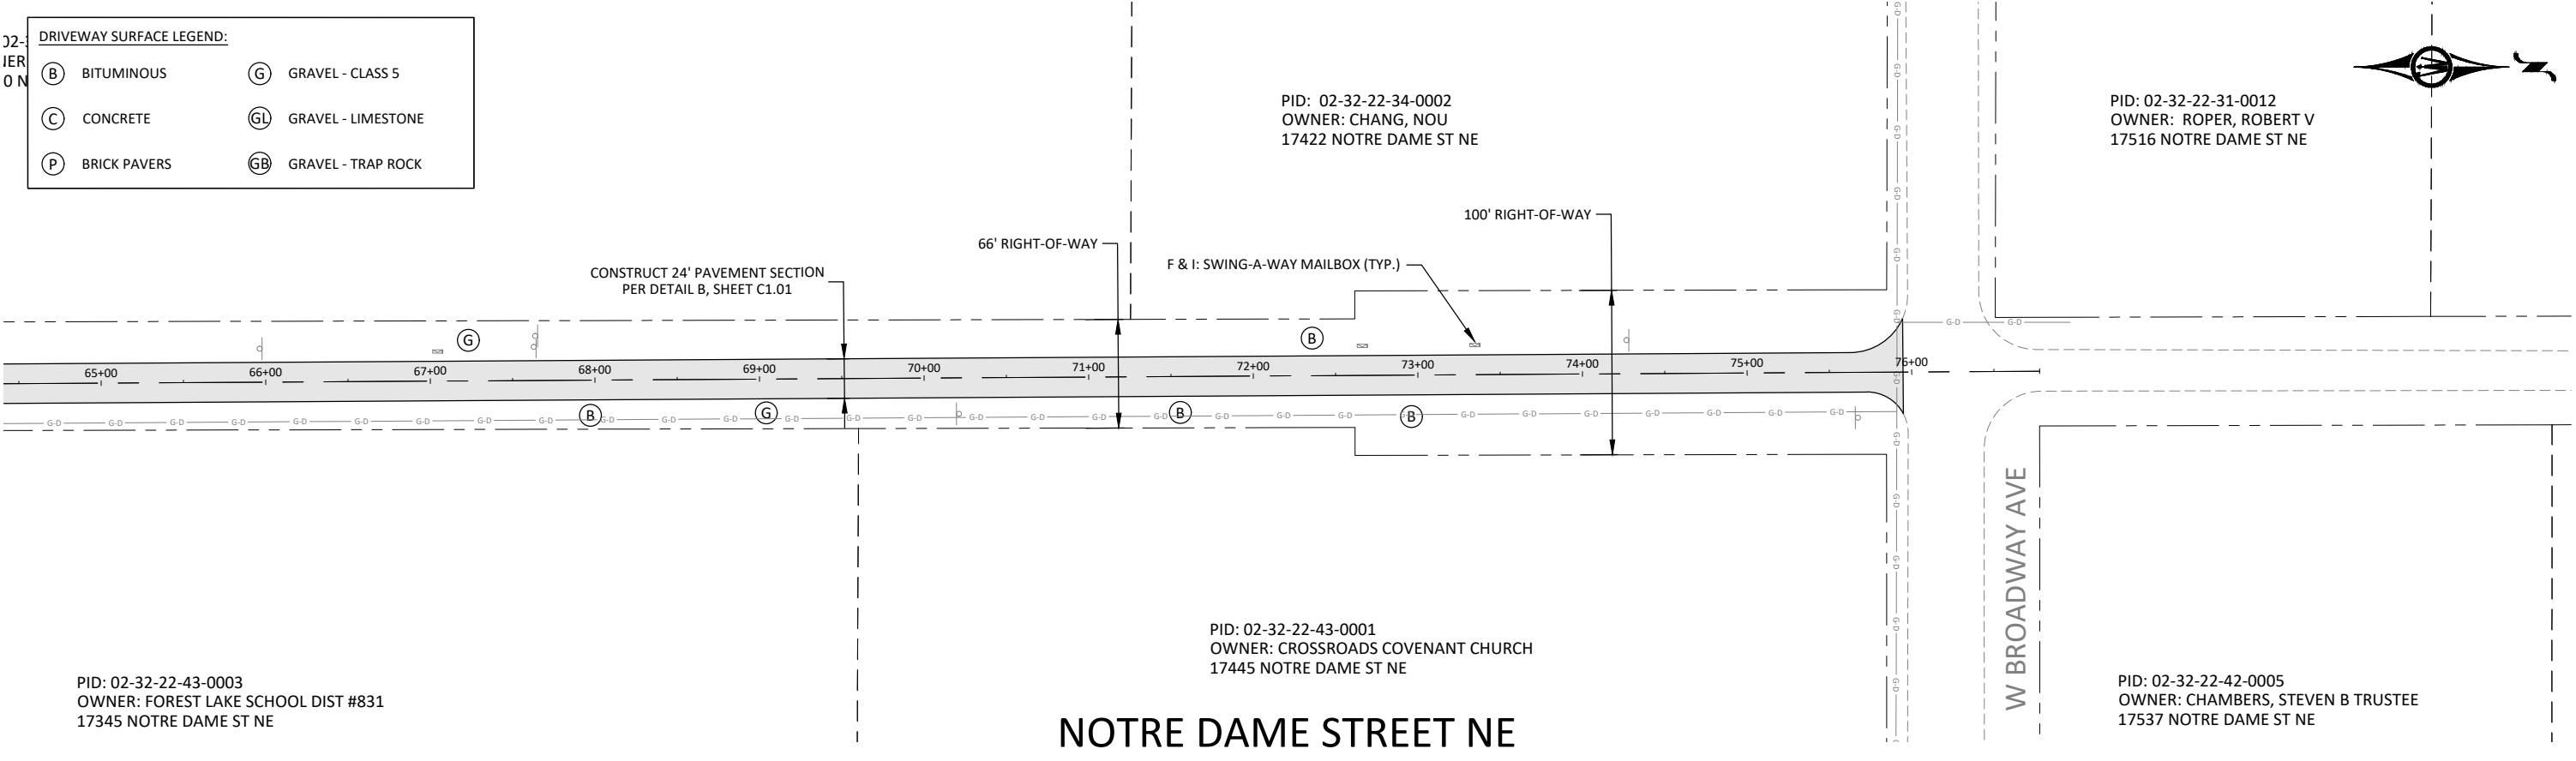 DRIVEWAY SURFACE LEGEND:
B BITUMINOUS
G GRAVEL - CLASS 5
C CONCRETE
GL GRAVEL - LIMESTONE
P BRICK PAVERS
GB GRAVEL - TRAP ROCK
PID: 02-32-22-34-0002
OWNER: CHANG, NOU
17422 NOTRE DAME ST NE
PID: 02-32-22-31-0012
OWNER: ROPER, ROBERT V
17516 NOTRE DAME ST NE
N
100' RIGHT-OF-WAY
66' RIGHT-OF-WAY
F & I: SWING-A-WAY MAILBOX (TYP.)
CONSTRUCT 24' PAVEMENT SECTION
PER DETAIL B, SHEET C1.01
G
B
65+00
66+00
67+00
68+00
69+00
70+00
71+00
72+00
73+00
74+00
75+00
76+00
B
G
B
B
G-D G-D G-D G-D G-D G-D G-D G-D G-D G-D G-D G-D G-D G-D G-D G-D G-D G-D G-D G-D G-D G-D G-D
W BROADWAY AVE
PID: 02-32-22-43-0001
OWNER: CROSSROADS COVENANT CHURCH
17445 NOTRE DAME ST NE
PID: 02-32-22-43-0003
OWNER: FOREST LAKE SCHOOL DIST #831
17345 NOTRE DAME ST NE
PID: 02-32-22-42-0005
OWNER: CHAMBERS, STEVEN B TRUSTEE
17537 NOTRE DAME ST NE
NOTRE DAME STREET NE